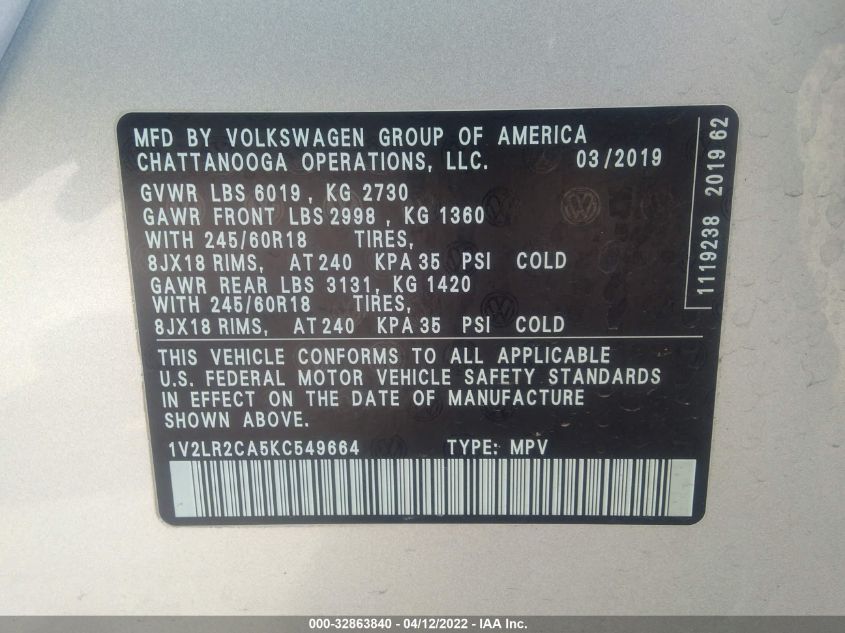 MFD BY VOLKSWAGEN GROUP OF AMERICA
CHATTANOOGA OPERATIONS, LLC. 03/2019
GVWR LBS 6019, KG 2730
GAWR FRONT LBS 2998, KG 1360
WITH 245/60R18 TIRES,
8JX18 RIMS, AT 240 KPA 35 PSI COLD
GAWR REAR LBS 3131, KG 1420
WITH 245/60R18 TIRES,
8JX18 RIMS, AT 240 KPA 35 PSI COLD
THIS VEHICLE CONFORMS TO ALL APPLICABLE
U.S. FEDERAL MOTOR VEHICLE SAFETY STANDARDS
IN EFFECT ON THE DATE OF MANUFACTURE
SHOWN ABOVE.
1V2LR2CA5KC549664 TYPE: MPV
1119238 2019 62
000-32863840 - 04/12/2022 - IAA Inc.